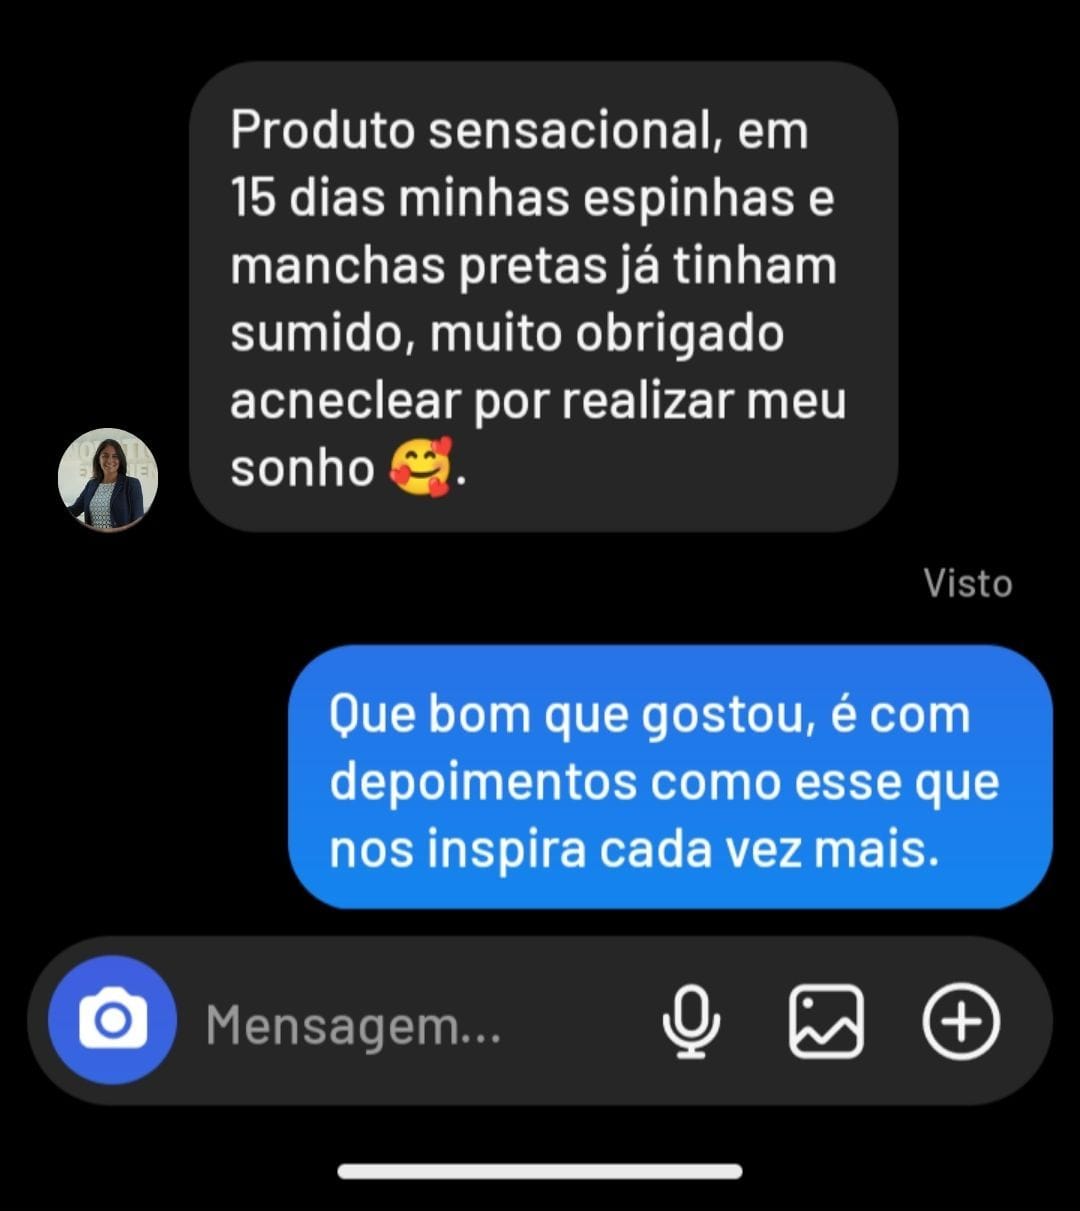 Produto sensacional, em
15 dias minhas espinhas e
manchas pretas já tinham
sumido, muito obrigado
acneclear por realizar meu
sonho 🥰.
Visto
Que bom que gostou, é com
depoimentos como esse que
nos inspira cada vez mais.
Mensagem...